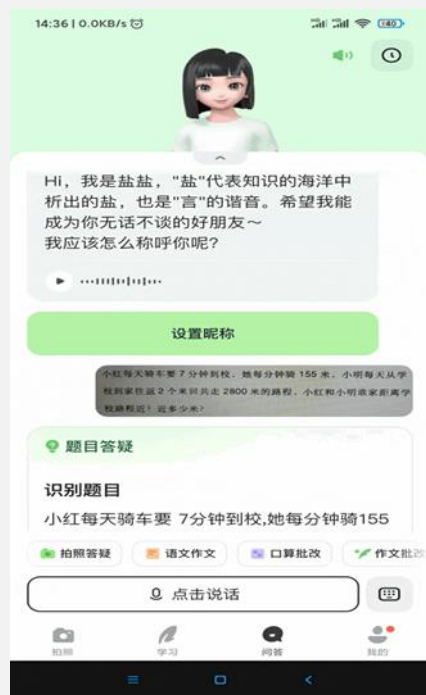 14:36 | 0.0KB/s
40
Hi，我是盐盐，"盐"代表知识的海洋中
析出的盐，也是"言"的谐音。希望我能
成为你无话不谈的好朋友～
我应该怎么称呼你呢?
设置昵称
小红每天骑车要 7 分钟到校，她每分钟骑 155 米，小明每天从学
校到家往返 2 个来回共走 2800 米的路程，小红和小明谁家距离学
校路程近? 近多少米?
题目答疑
识别题目
小红每天骑车要 7分钟到校,她每分钟骑155
拍照答疑
语文作文
口算批改
作文批改
点击说话
拍照
学习
问答
我的